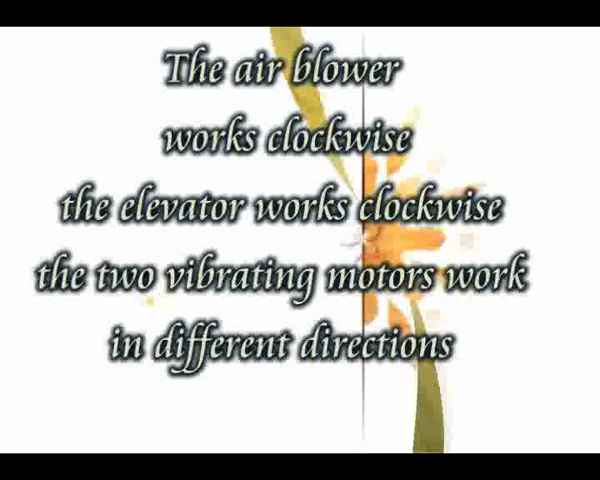 The air blower
works clockwise
the elevator works clockwise
the two vibrating motors work
in different directions